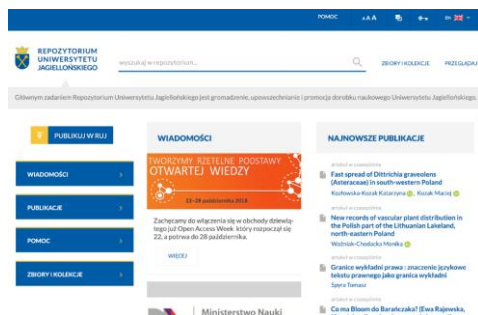 POMOC
A A A
REPOZYTORIUM
UNIWERSYTETU
JAGIELLOŃSKIEGO
wyszukaj w repozytorium...
ZBIORY I KOLEKCJE
PRZEGLĄDAJ
Głównym zadaniem Repozytorium Uniwersytetu Jagiellońskiego jest gromadzenie, upowszechnianie i promocja dorobku naukowego Uniwersytetu Jagiellońskiego,
PUBLIKUJ W RUJ
WIADOMOŚCI
PUBLIKACJE
POMOC
ZBIORY I KOLEKCJE
WIADOMOŚCI
TWORZYMY RZETELNE PODSTAWY
OTWARTEJ WIEDZY
22-28 października 2018
Zachęcamy do włączenia się w obchody dziewią-
tego już Open Access Week, który rozpoczął się
22, a potrwa do 28 października.
WIĘCEJ
Ministerstwo Nauki
NAJNOWSZE PUBLIKACJE
artykuł w czasopiśmie
Fast spread of Dittrichia graveolens
(Asteraceae) in south-western Poland
Kozłowska-Kozak Katarzyna, Kozak Maciej
artykuł w czasopiśmie
New records of vascular plant distribution in
the Polish part of the Lithuanian Lakeland,
north-eastern Poland
Woźniak-Chodacka Monika
artykuł w czasopiśmie
Granice wykładni prawa : znaczenie językowe
tekstu prawnego jako granica wykładni
Spyra Tomasz
artykuł w czasopiśmie
Co ma Bloom do Barańczaka? [Ewa Rajewska,